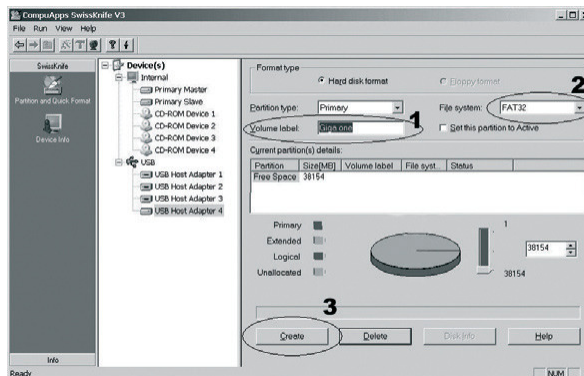 CompuApps SwissKnife V3
File Run View Help
SwissKnife
Partition and Quick Format
Device Info
Info
Ready
Device(s)
Internal
Primary Master
Primary Slave
CD-ROM Device 1
CD-ROM Device 2
CD-ROM Device 3
CD-ROM Device 4
USB
USB Host Adapter 1
USB Host Adapter 2
USB Host Adapter 3
USB Host Adapter 4
Format type
Hard disk format
Floppy format
2
Partition type: Primary
File system: FAT32
Volume label: Giga one
1
Set this partition to Active
Current partition(s) details:
Partition Size[MB] Volume label File syst.. Status
Free Space 38154
Primary
Extended
Logical
Unallocated
1
38154
38154
3
Create
Delete
Disk Info
Help
NUM